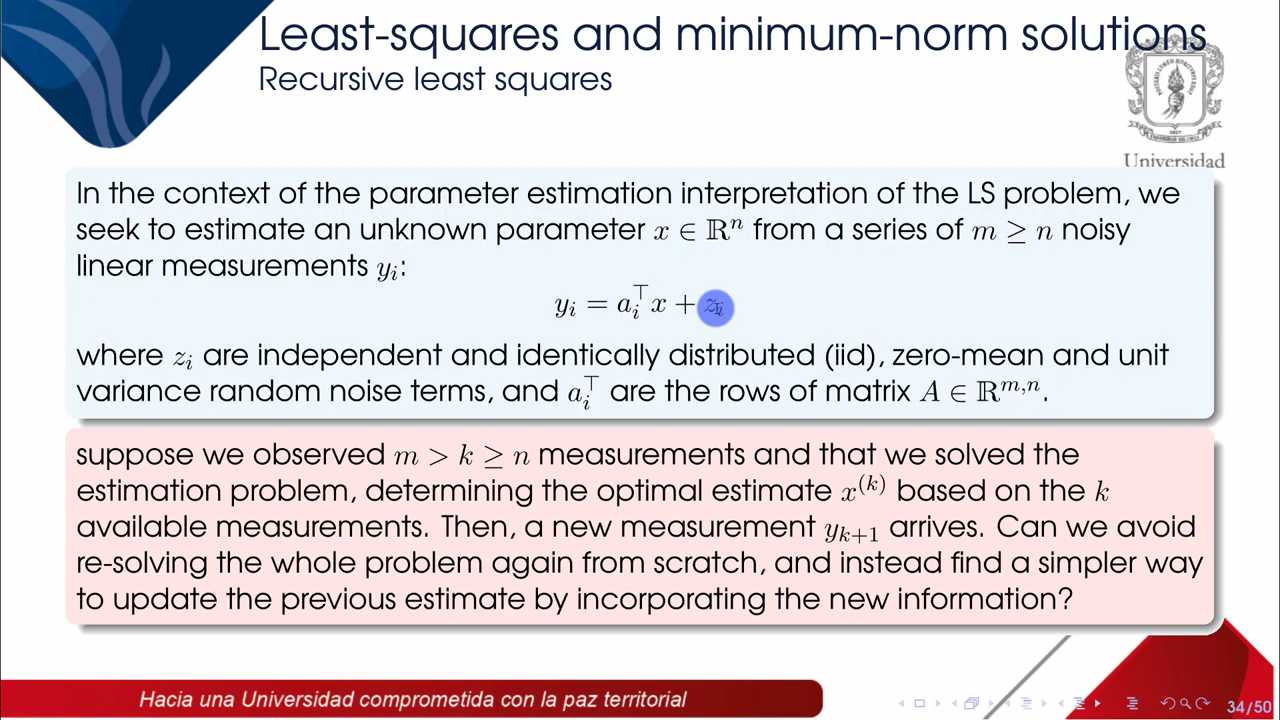 Least-squares and minimum-norm solutions
Recursive least squares
Universidad
In the context of the parameter estimation interpretation of the LS problem, we
seek to estimate an unknown parameter x ∈ ℝⁿ from a series of m ≥ n noisy
linear measurements yᵢ:
yᵢ = aᵢ⊤x + zᵢ
where zᵢ are independent and identically distributed (iid), zero-mean and unit
variance random noise terms, and aᵢ⊤ are the rows of matrix A ∈ ℝᵐ,ⁿ.
suppose we observed m > k ≥ n measurements and that we solved the
estimation problem, determining the optimal estimate x⁽ᵏ⁾ based on the k
available measurements. Then, a new measurement yₖ₊₁ arrives. Can we avoid
re-solving the whole problem again from scratch, and instead find a simpler way
to update the previous estimate by incorporating the new information?
Hacia una Universidad comprometida con la paz territorial
34/50